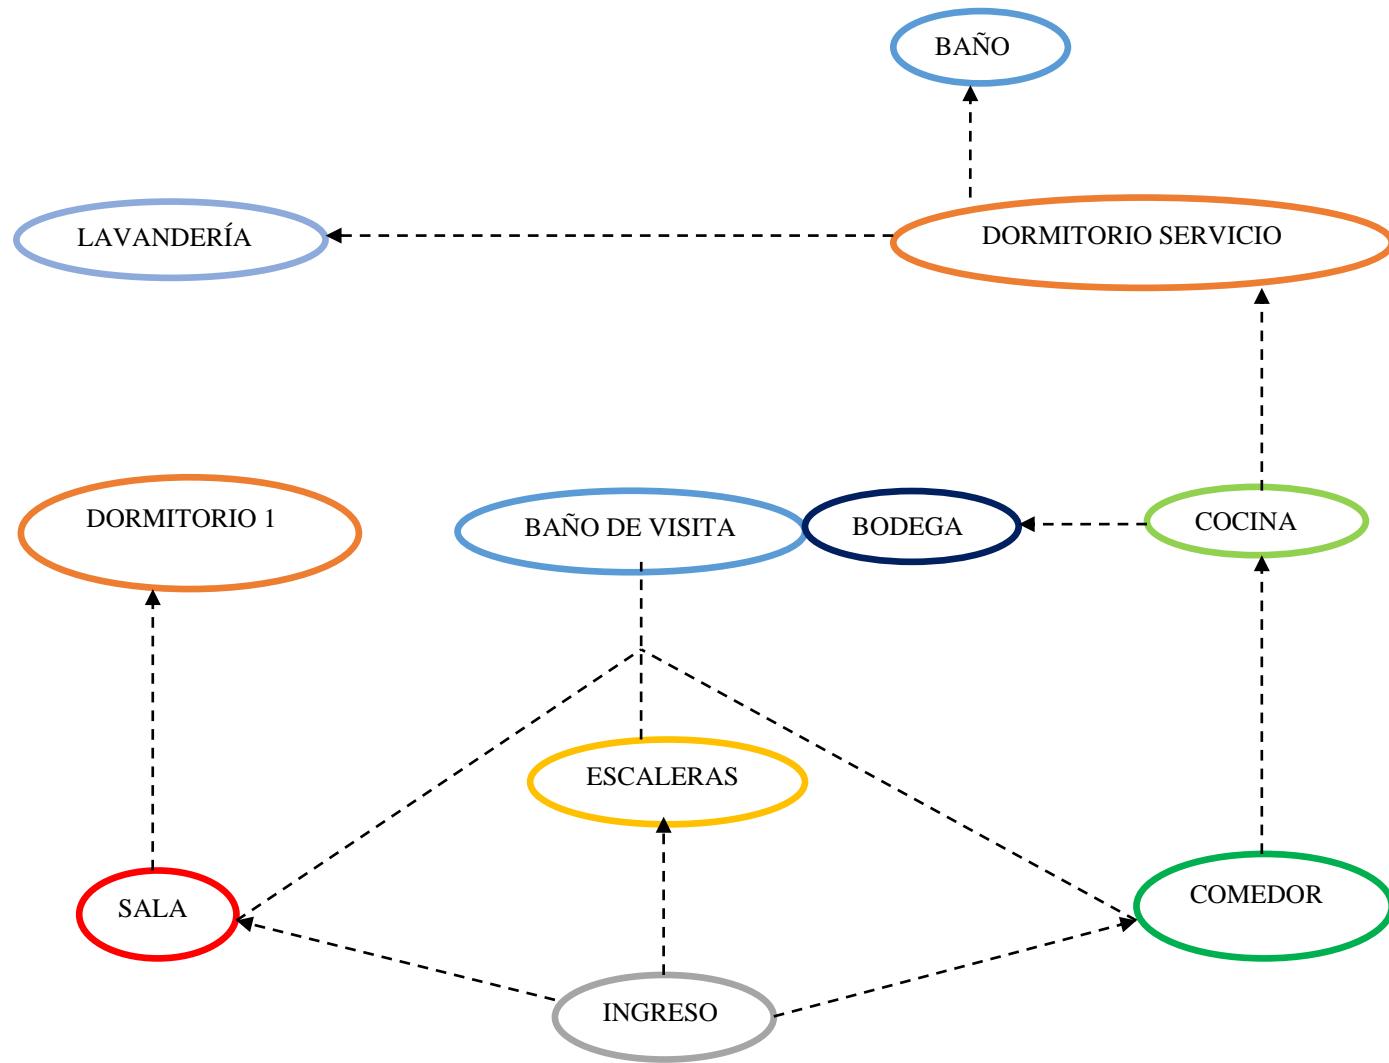 BAÑO
LAVANDERÍA
DORMITORIO SERVICIO
DORMITORIO 1
BAÑO DE VISITA
BODEGA
COCINA
ESCALERAS
SALA
COMEDOR
INGRESO